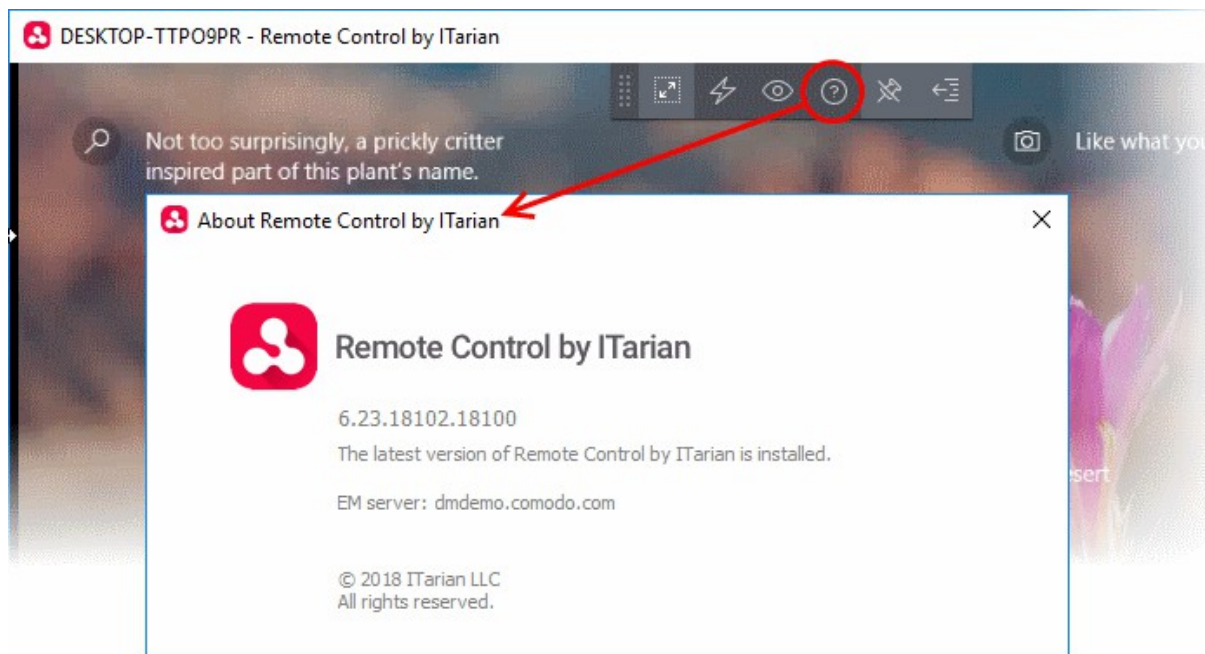 DESKTOP-TTPO9PR - Remote Control by ITarian
Not too surprisingly, a prickly critter
inspired part of this plant's name.
Like what you
About Remote Control by ITarian
Remote Control by ITarian
6.23.18102.18100
The latest version of Remote Control by ITarian is installed.
esert
EM server: dmdemo.comodo.com
© 2018 ITarian LLC
All rights reserved.